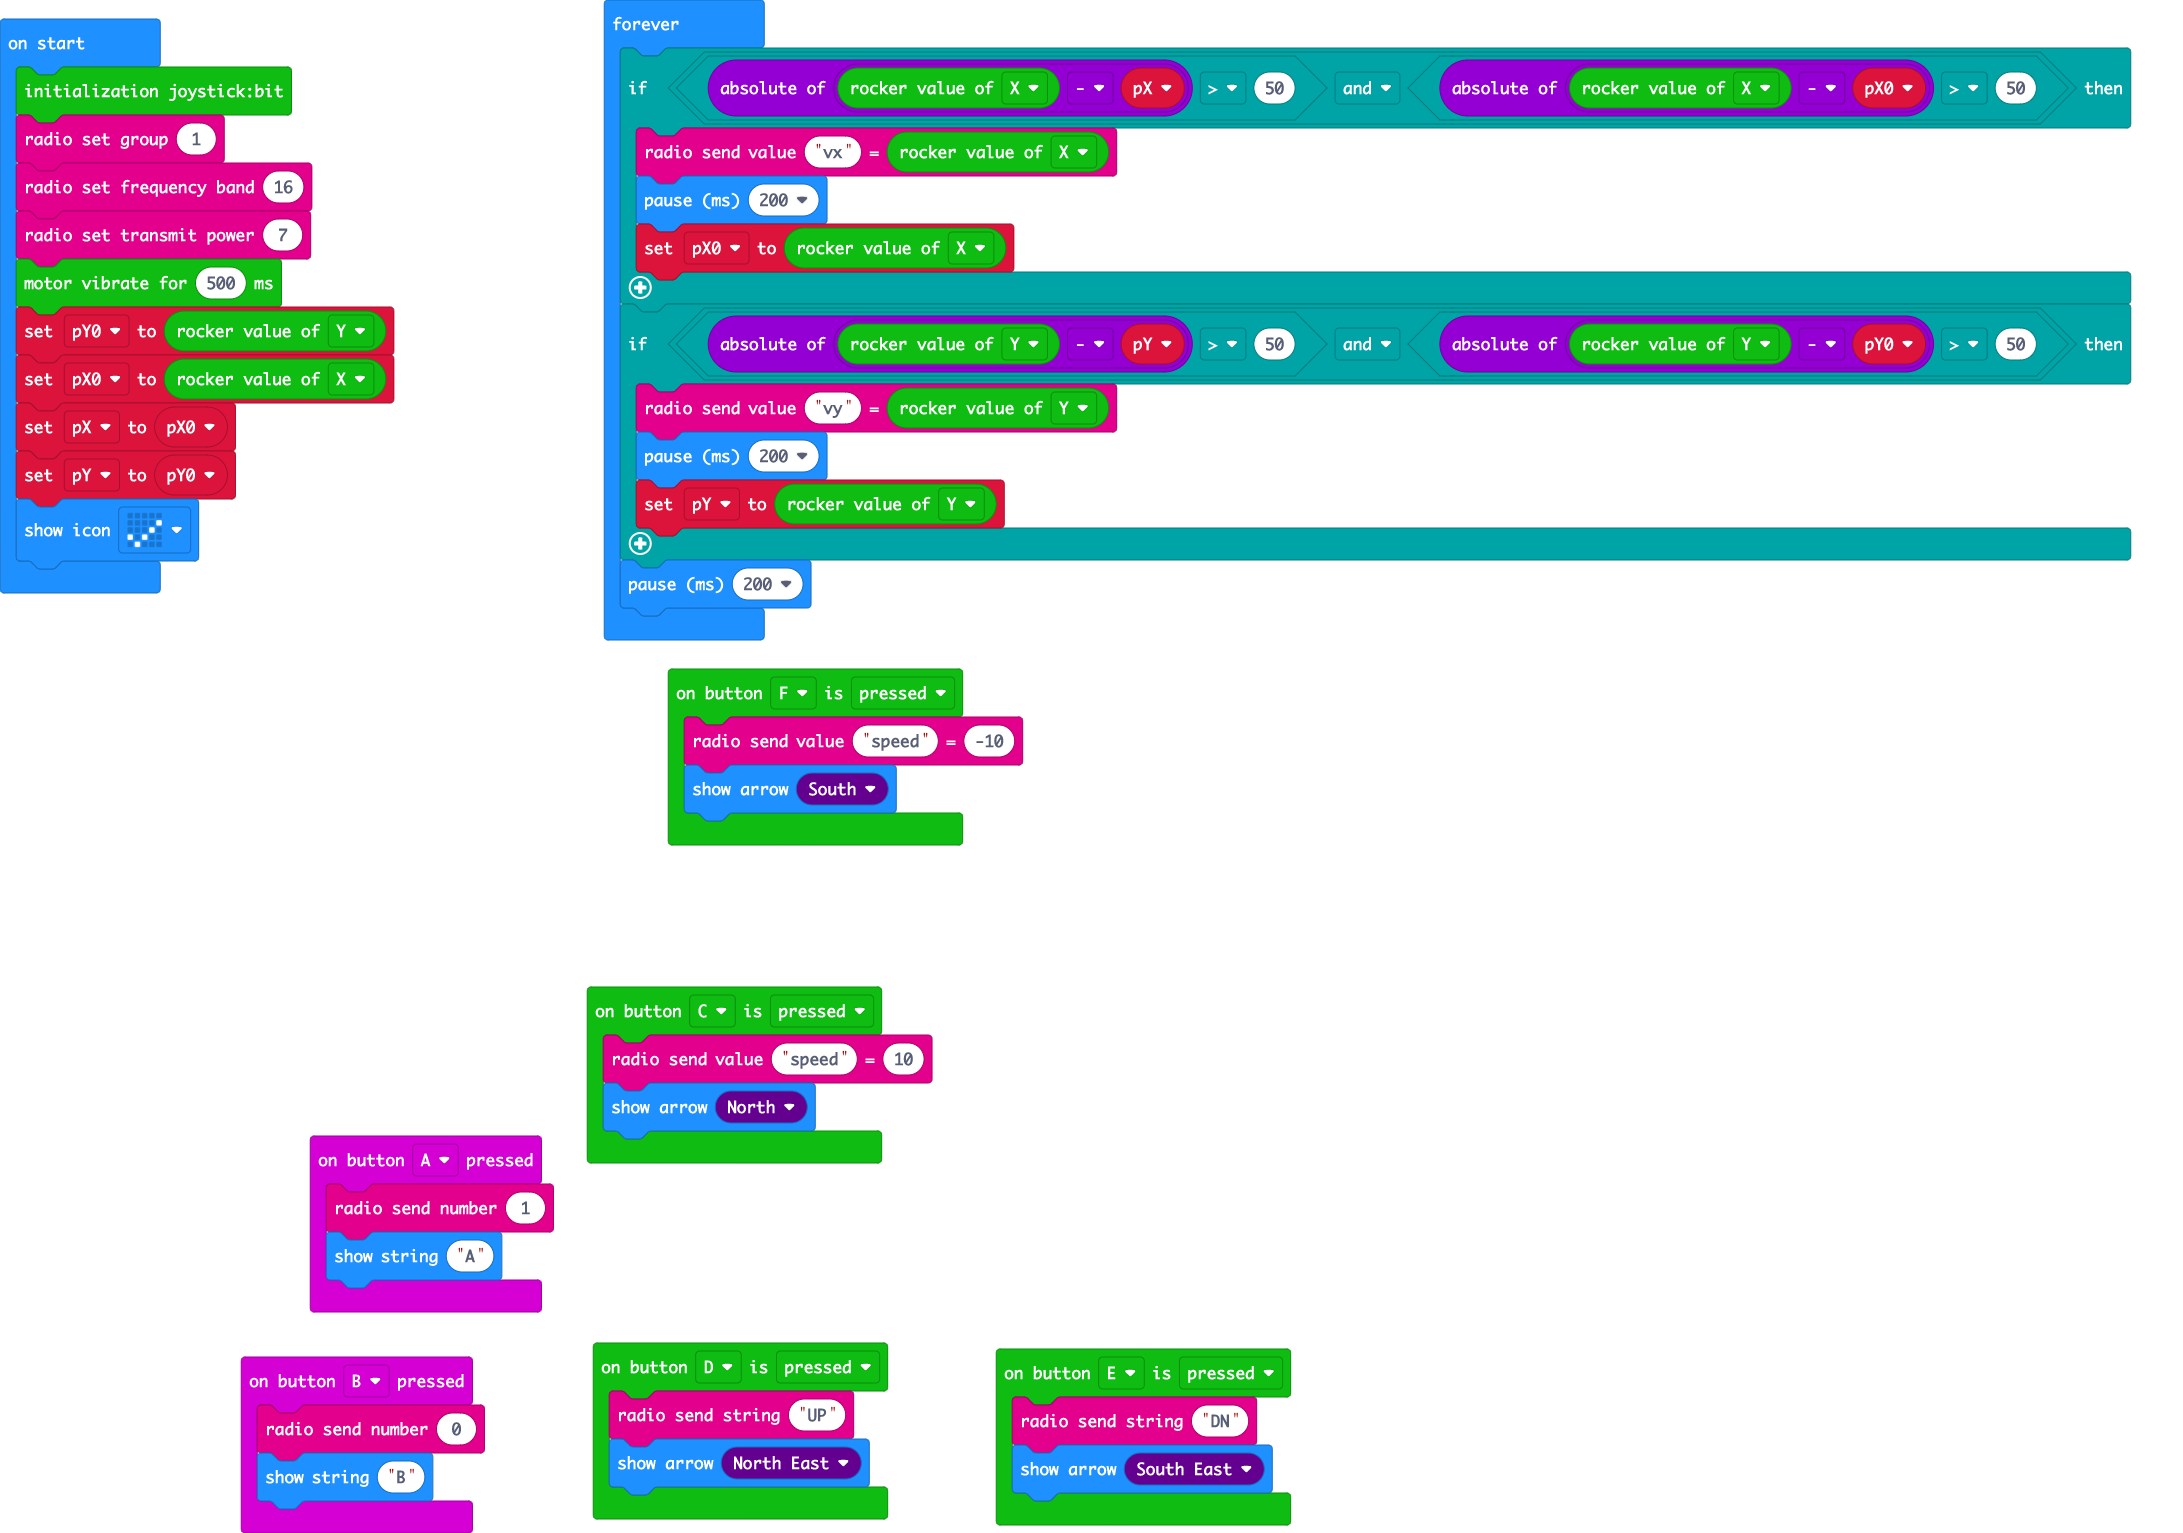 on start
initialization joystick:bit
radio set group 1
radio set frequency band 16
radio set transmit power 7
motor vibrate for 500 ms
set pY0 to rocker value of Y
set pX0 to rocker value of X
set pX to pX0
set pY to pY0
show icon
forever
if absolute of rocker value of X - pX > 50 and absolute of rocker value of X - pX0 > 50 then
radio send value "vx" = rocker value of X
pause (ms) 200
set pX0 to rocker value of X
if absolute of rocker value of Y - pY > 50 and absolute of rocker value of Y - pY0 > 50 then
radio send value "vy" = rocker value of Y
pause (ms) 200
set pY to rocker value of Y
pause (ms) 200
on button F is pressed
radio send value "speed" = -10
show arrow South
on button C is pressed
radio send value "speed" = 10
show arrow North
on button A pressed
radio send number 1
show string "A"
on button B pressed
radio send number 0
show string "B"
on button D is pressed
radio send string "UP"
show arrow North East
on button E is pressed
radio send string "DN"
show arrow South East